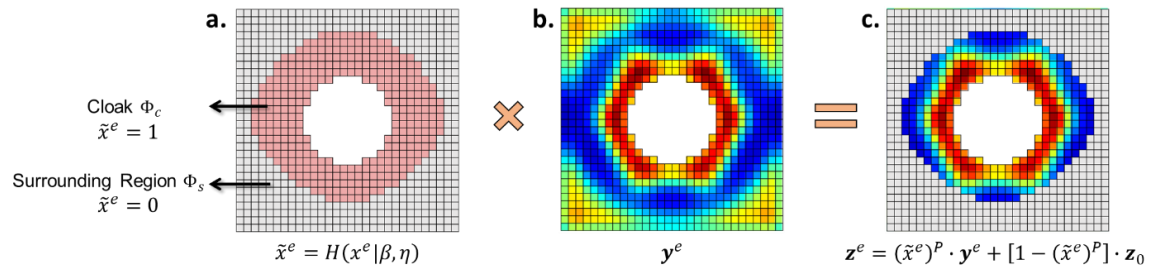 a.
b.
c.
Cloak Φ_c
x̃^e = 1
Surrounding Region Φ_s
x̃^e = 0
x̃^e = H(x^e|β, η)
y^e
z^e = (x̃^e)^P · y^e + [1 − (x̃^e)^P] · z_0